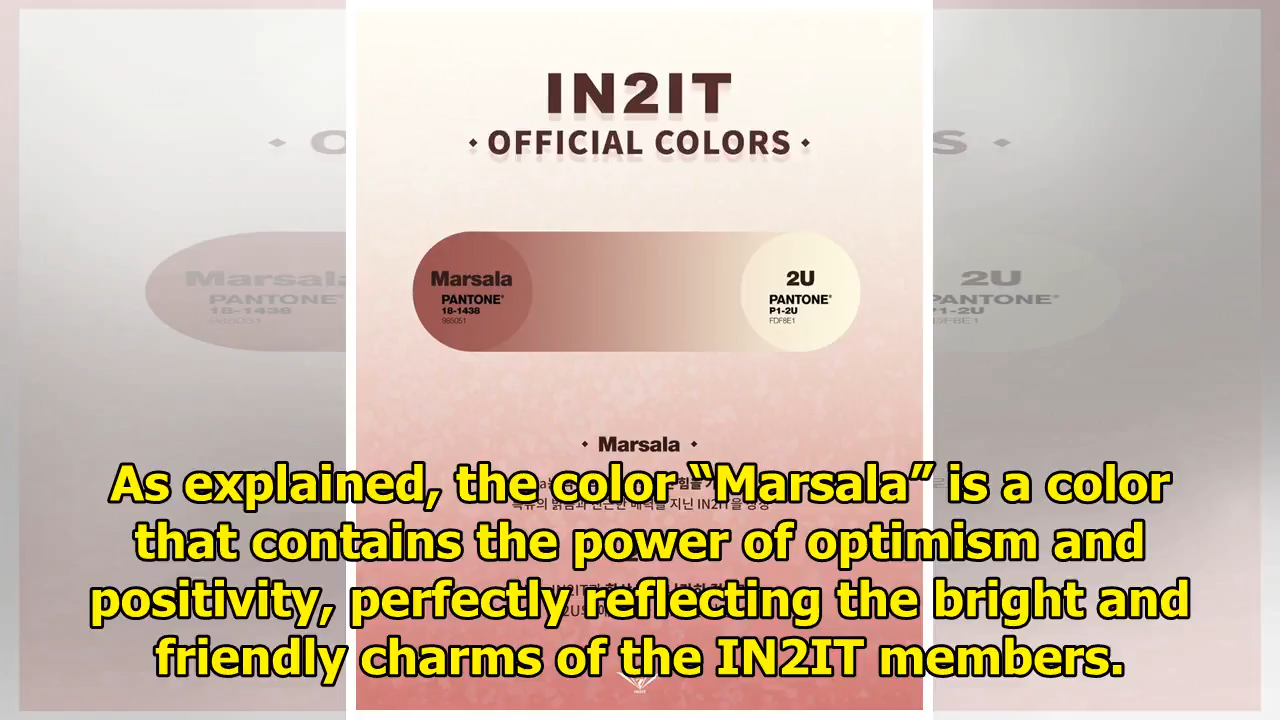 IN2IT
OFFICIAL COLORS
Marsala
PANTONE®
18-1438
985051
2U
PANTONE®
P1-2U
FDF8E1
Marsala
As explained, the color “Marsala” is a color
that contains the power of optimism and
positivity, perfectly reflecting the bright and
friendly charms of the IN2IT members.